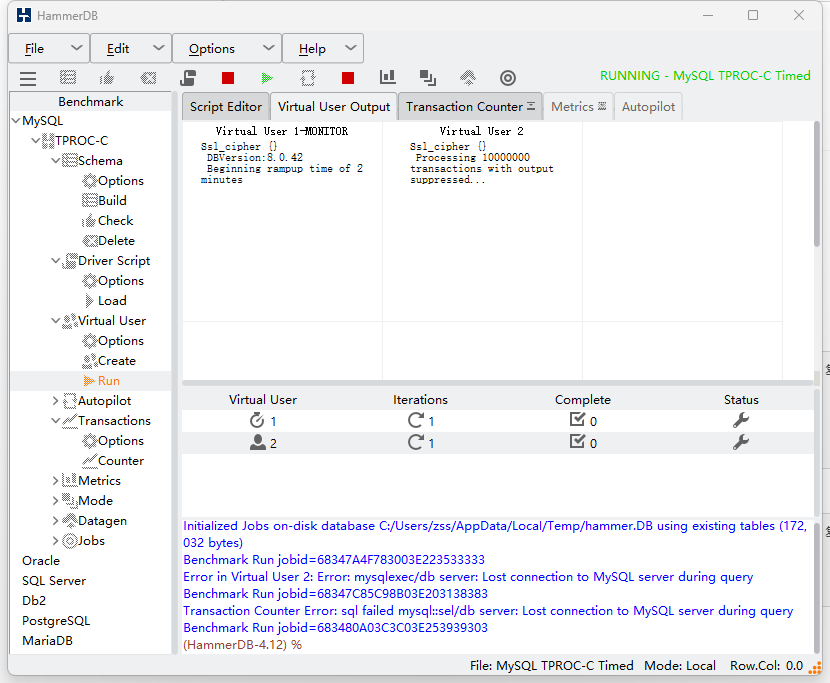 HammerDB
File Edit Options Help
RUNNING - MySQL TPROC-C Timed
Benchmark
MySQL
TPROC-C
Schema
Options
Build
Check
Delete
Driver Script
Options
Load
Virtual User
Options
Create
Run
Autopilot
Transactions
Options
Counter
Metrics
Mode
Datagen
Jobs
Oracle
SQL Server
Db2
PostgreSQL
MariaDB
Script Editor Virtual User Output Transaction Counter Metrics Autopilot
Virtual User 1-MONITOR
Ssl_cipher {}
DBVersion:8.0.42
Beginning rampup time of 2
minutes
Virtual User 2
Ssl_cipher {}
Processing 10000000
transactions with output
suppressed...
Virtual User Iterations Complete Status
1 1 0
2 1 0
Initialized Jobs on-disk database C:/Users/zss/AppData/Local/Temp/hammer.DB using existing tables (172,
032 bytes)
Benchmark Run jobid=68347A4F783003E223533333
Error in Virtual User 2: Error: mysqlexec/db server: Lost connection to MySQL server during query
Benchmark Run jobid=68347C85C98B03E203138383
Transaction Counter Error: sql failed mysql::sel/db server: Lost connection to MySQL server during query
Benchmark Run jobid=683480A03C3C03E253939303
(HammerDB-4.12) %
File: MySQL TPROC-C Timed Mode: Local Row.Col: 0.0